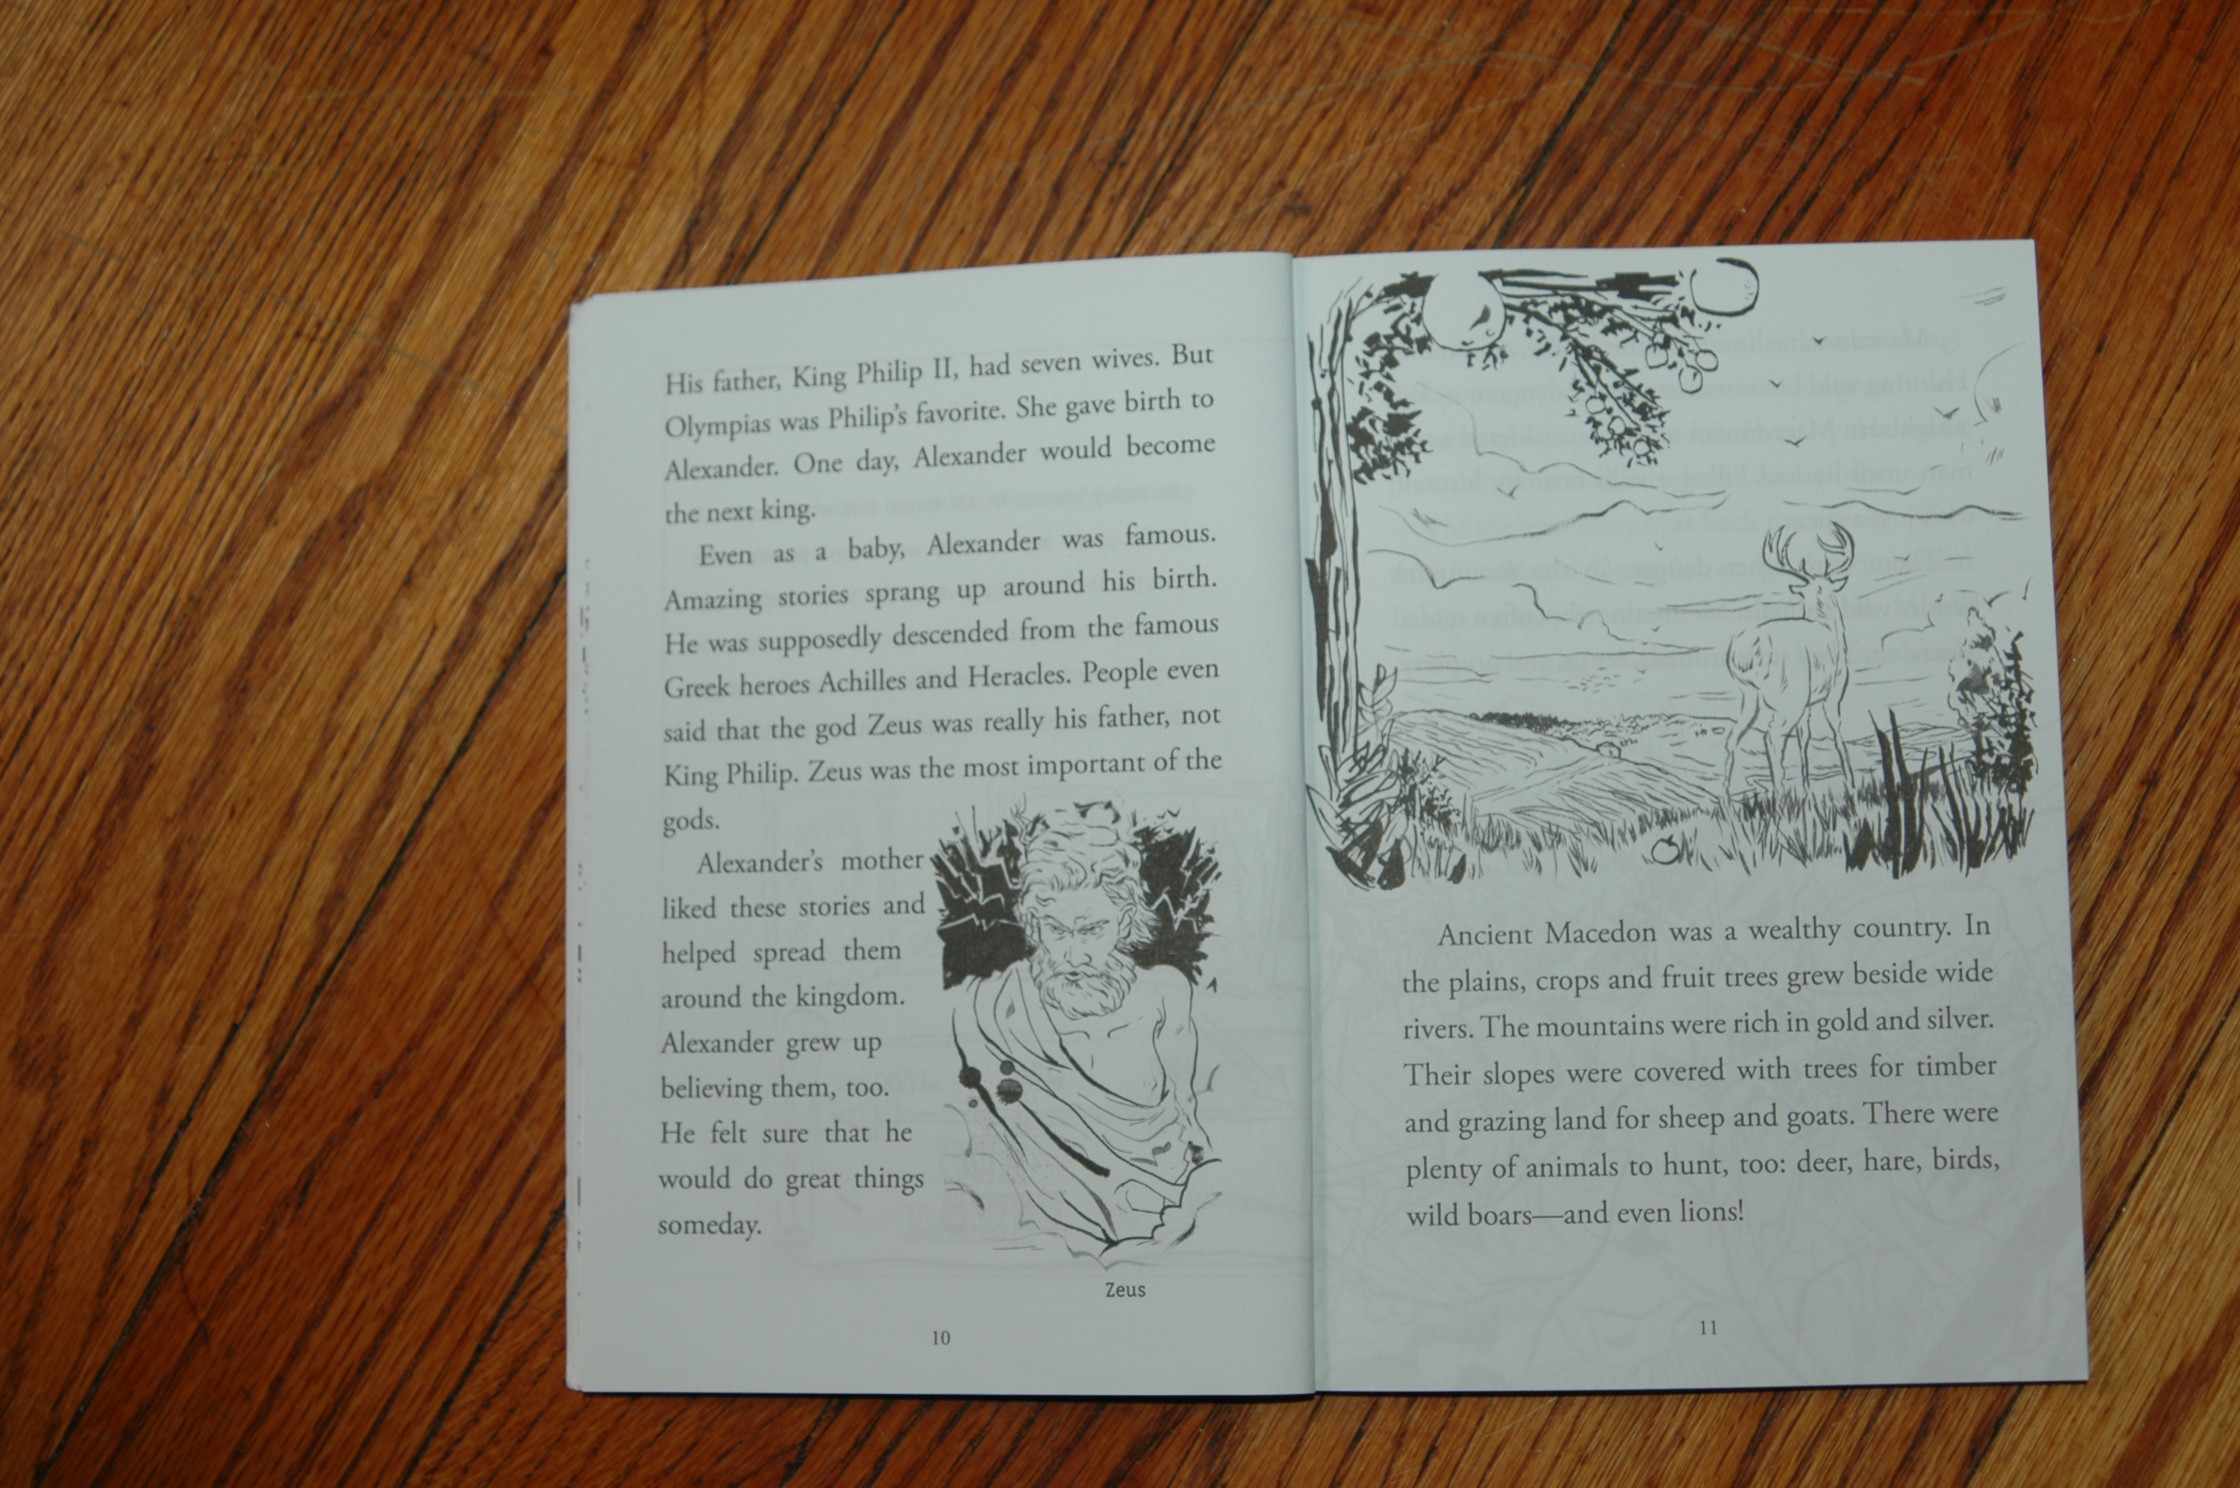 His father, King Philip II, had seven wives. But
Olympias was Philip's favorite. She gave birth to
Alexander. One day, Alexander would become
the next king.
Even as a baby, Alexander was famous.
Amazing stories sprang up around his birth.
He was supposedly descended from the famous
Greek heroes Achilles and Heracles. People even
said that the god Zeus was really his father, not
King Philip. Zeus was the most important of the
gods.
Alexander's mother
liked these stories and
helped spread them
around the kingdom.
Alexander grew up
believing them, too.
He felt sure that he
would do great things
someday.
Zeus
10
Ancient Macedon was a wealthy country. In
the plains, crops and fruit trees grew beside wide
rivers. The mountains were rich in gold and silver.
Their slopes were covered with trees for timber
and grazing land for sheep and goats. There were
plenty of animals to hunt, too: deer, hare, birds,
wild boars—and even lions!
11